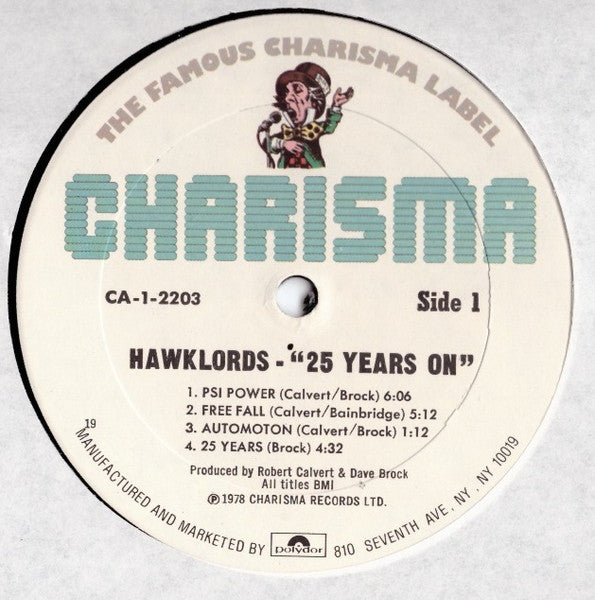 THE FAMOUS CHARISMA LABEL
CHARISMA
CA-1-2203
Side 1
HAWKLORDS - "25 YEARS ON"
1. PSI POWER (Calvert/Brock) 6:06
2. FREE FALL (Calvert/Bainbridge) 5:12
3. AUTOMOTON (Calvert/Brock) 1:12
4. 25 YEARS (Brock) 4:32
19
Produced by Robert Calvert & Dave Brock
All titles BMI
℗1978 CHARISMA RECORDS LTD.
MANUFACTURED AND MARKETED BY polydor 810 SEVENTH AVE, NY, NY 10019